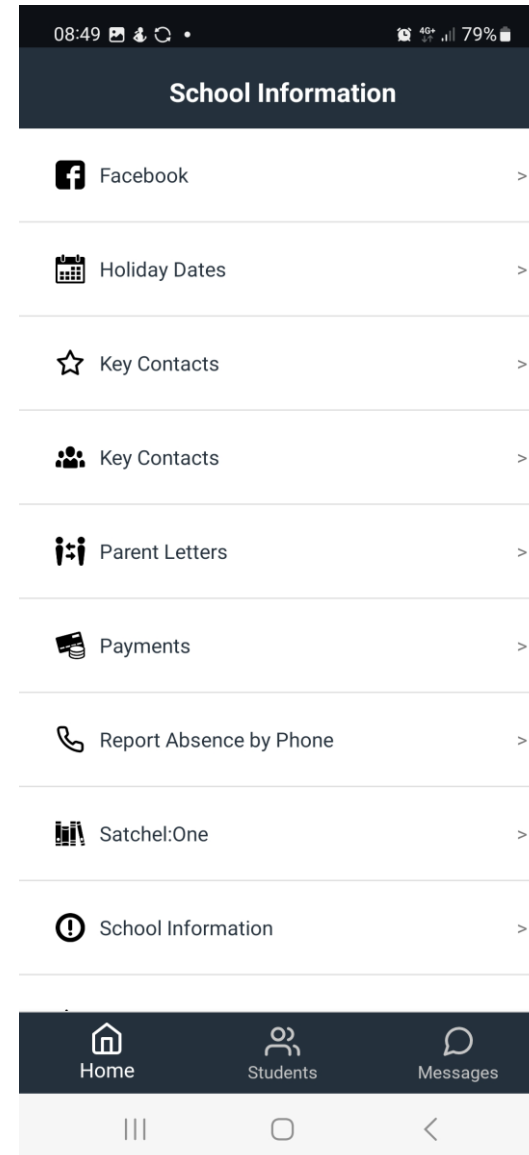 08:49 4G+ 79%
School Information
Facebook >
Holiday Dates >
Key Contacts >
Key Contacts >
Parent Letters >
Payments >
Report Absence by Phone >
Satchel:One >
School Information >
Home Students Messages